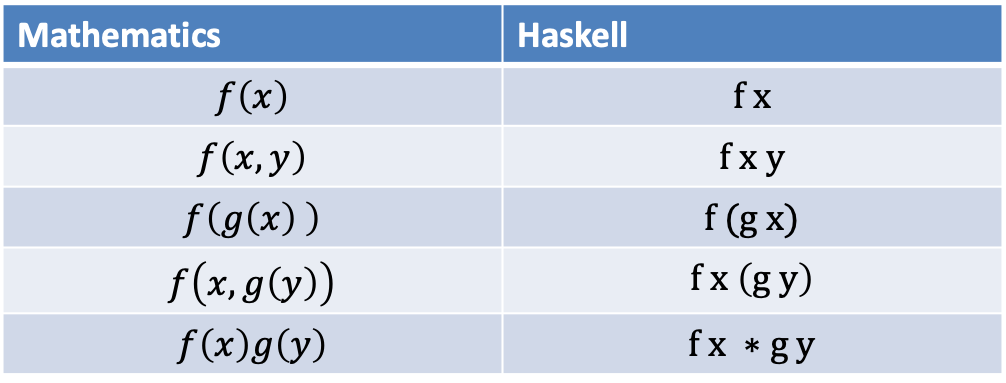 Mathematics Haskell
f(x) f x
f(x, y) f x y
f(g(x) ) f (g x)
f(x, g(y)) f x (g y)
f(x)g(y) f x * g y